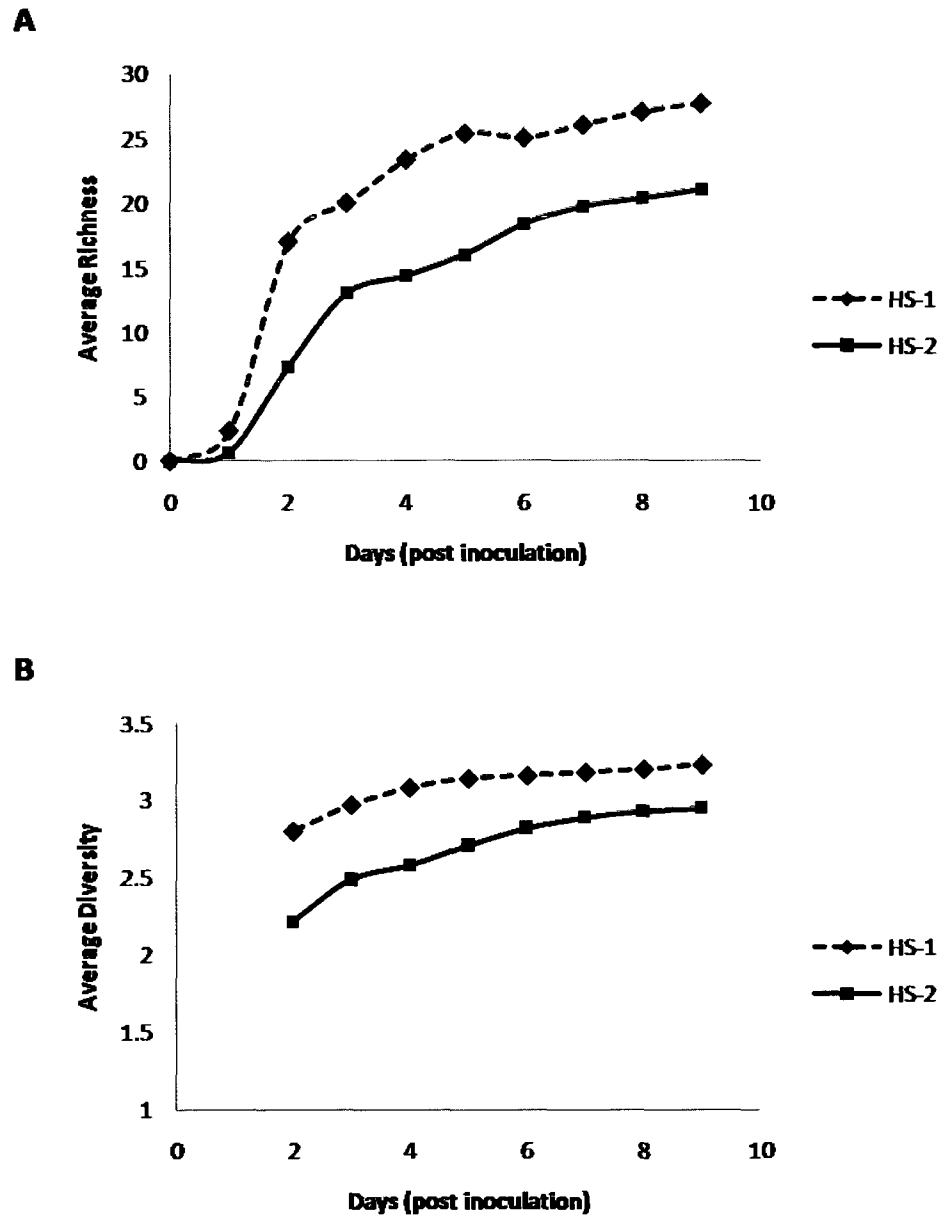 A
30
25
20
15
10
5
0
Average Richness
0 2 4 6 8 10
Days (post inoculation)
HS-1
HS-2
B
3.5
3
2.5
2
1.5
1
Average Diversity
0 2 4 6 8 10
Days (post inoculation)
HS-1
HS-2